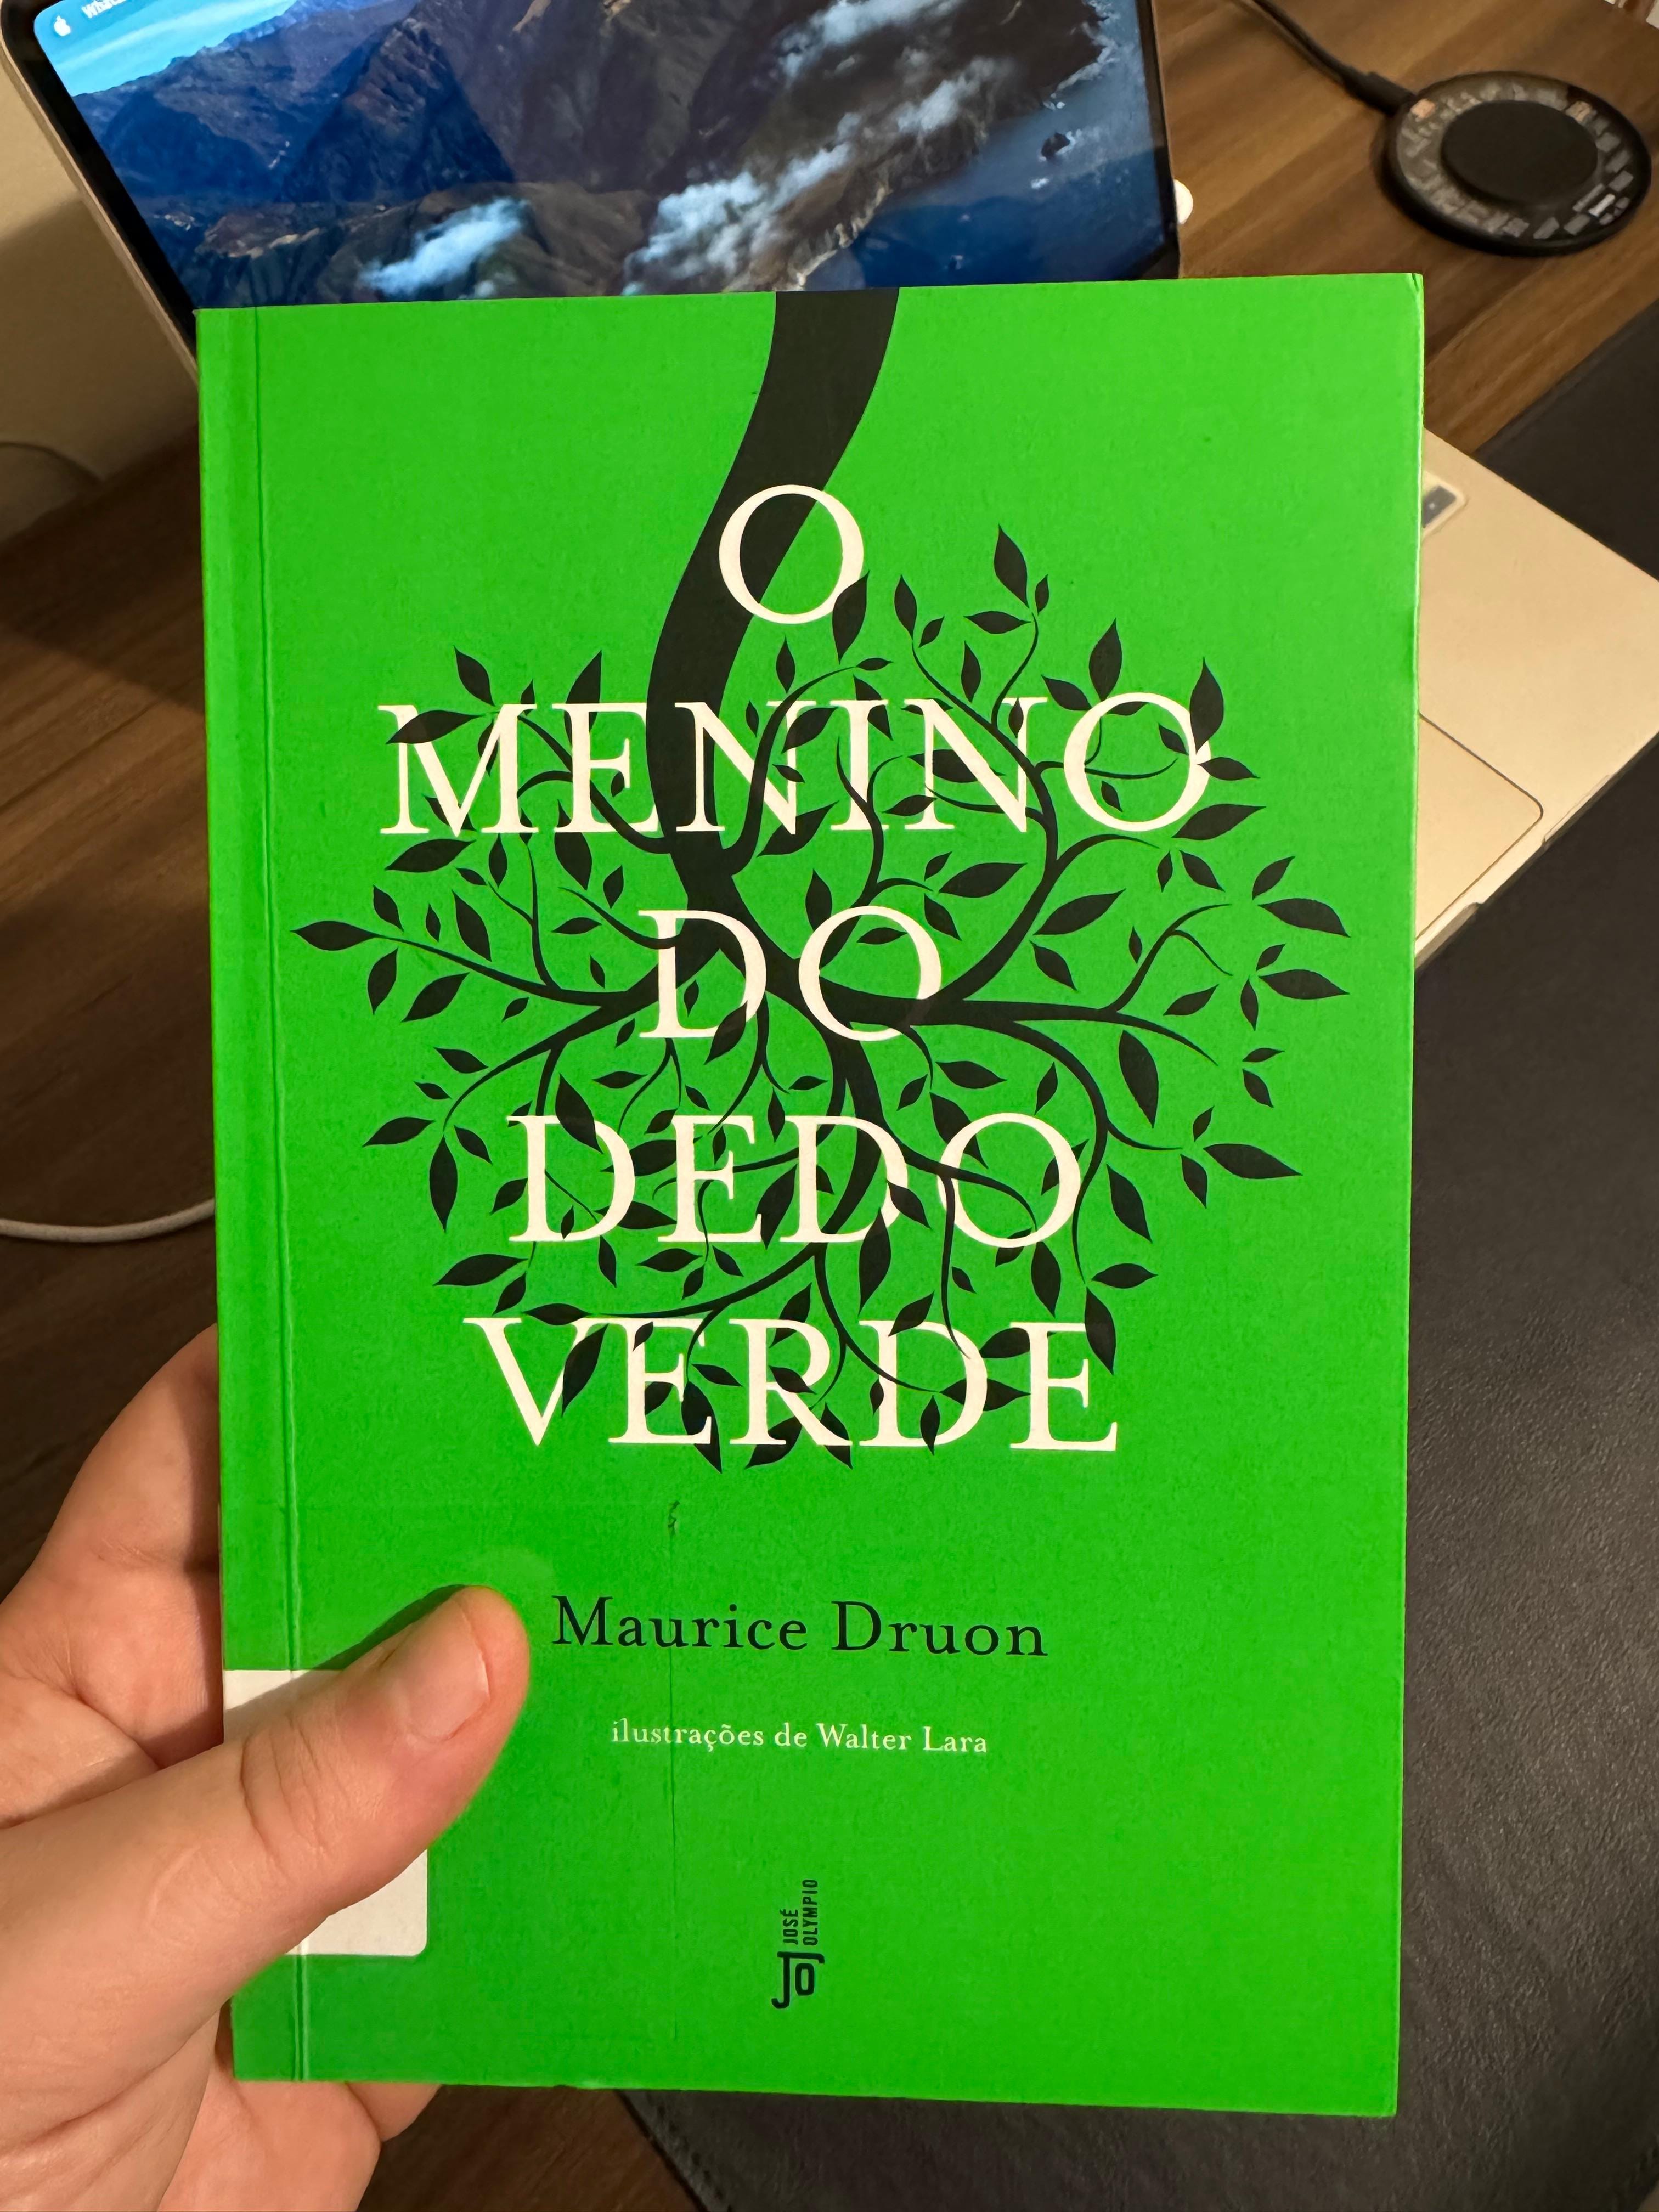 O
MENINO
DO
DEDO
VERDE
Maurice Druon
ilustrações de Walter Lara
JOSÉ
OLYMPIO
JO